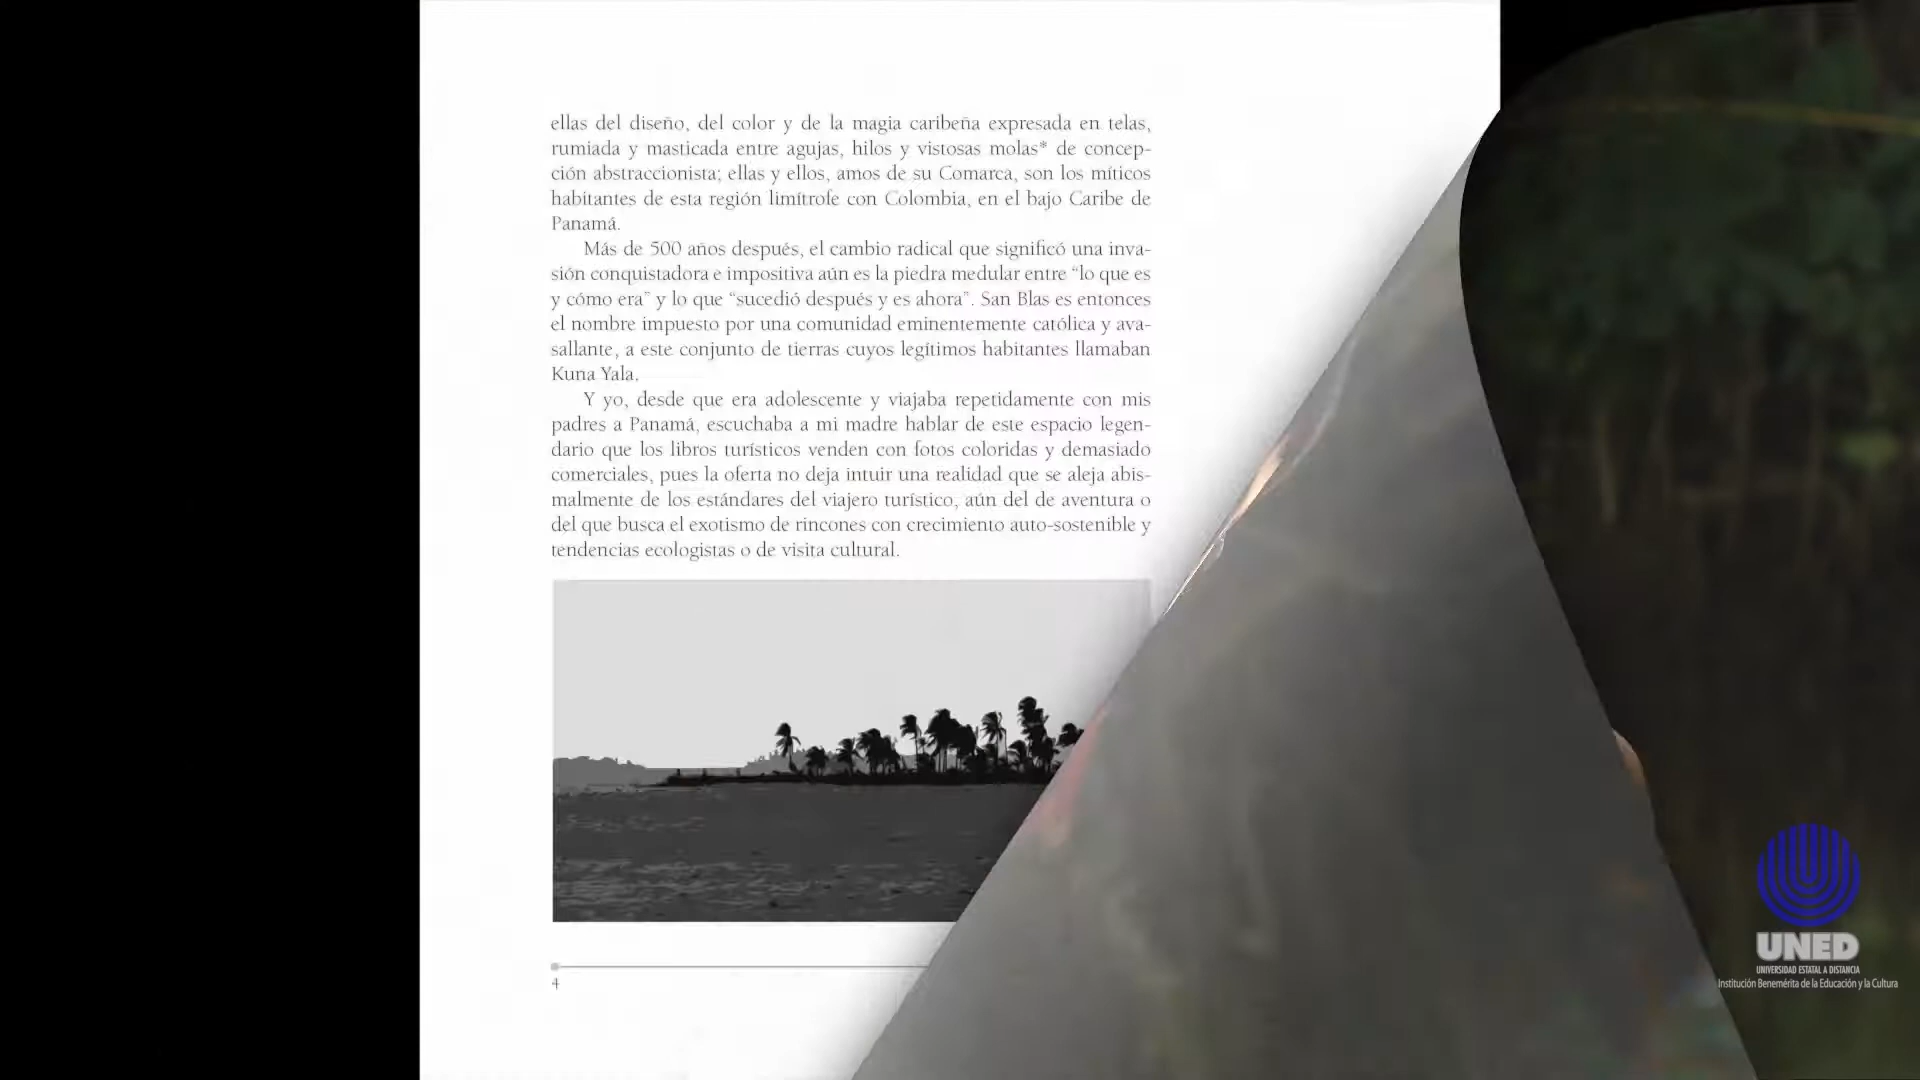 ellas del diseño, del color y de la magia caribeña expresada en telas,
rumiada y masticada entre agujas, hilos y vistosas molas* de concep-
ción abstraccionista; ellas y ellos, amos de su Comarca, son los míticos
habitantes de esta región limítrofe con Colombia, en el bajo Caribe de
Panamá.
Más de 500 años después, el cambio radical que significó una inva-
sión conquistadora e impositiva aún es la piedra medular entre “lo que es
y cómo era” y lo que “sucedió después y es ahora”. San Blas es entonces
el nombre impuesto por una comunidad eminentemente católica y ava-
sallante, a este conjunto de tierras cuyos legítimos habitantes llamaban
Kuna Yala.
Y yo, desde que era adolescente y viajaba repetidamente con mis
padres a Panamá, escuchaba a mi madre hablar de este espacio legen-
dario que los libros turísticos venden con fotos coloridas y demasiado
comerciales, pues la oferta no deja intuir una realidad que se aleja abis-
malmente de los estándares del viajero turístico, aún del de aventura o
del que busca el exotismo de rincones con crecimiento auto-sostenible y
tendencias ecologistas o de visita cultural.
4
UNED
UNIVERSIDAD ESTATAL A DISTANCIA
Institución Benemérita de la Educación y la Cultura